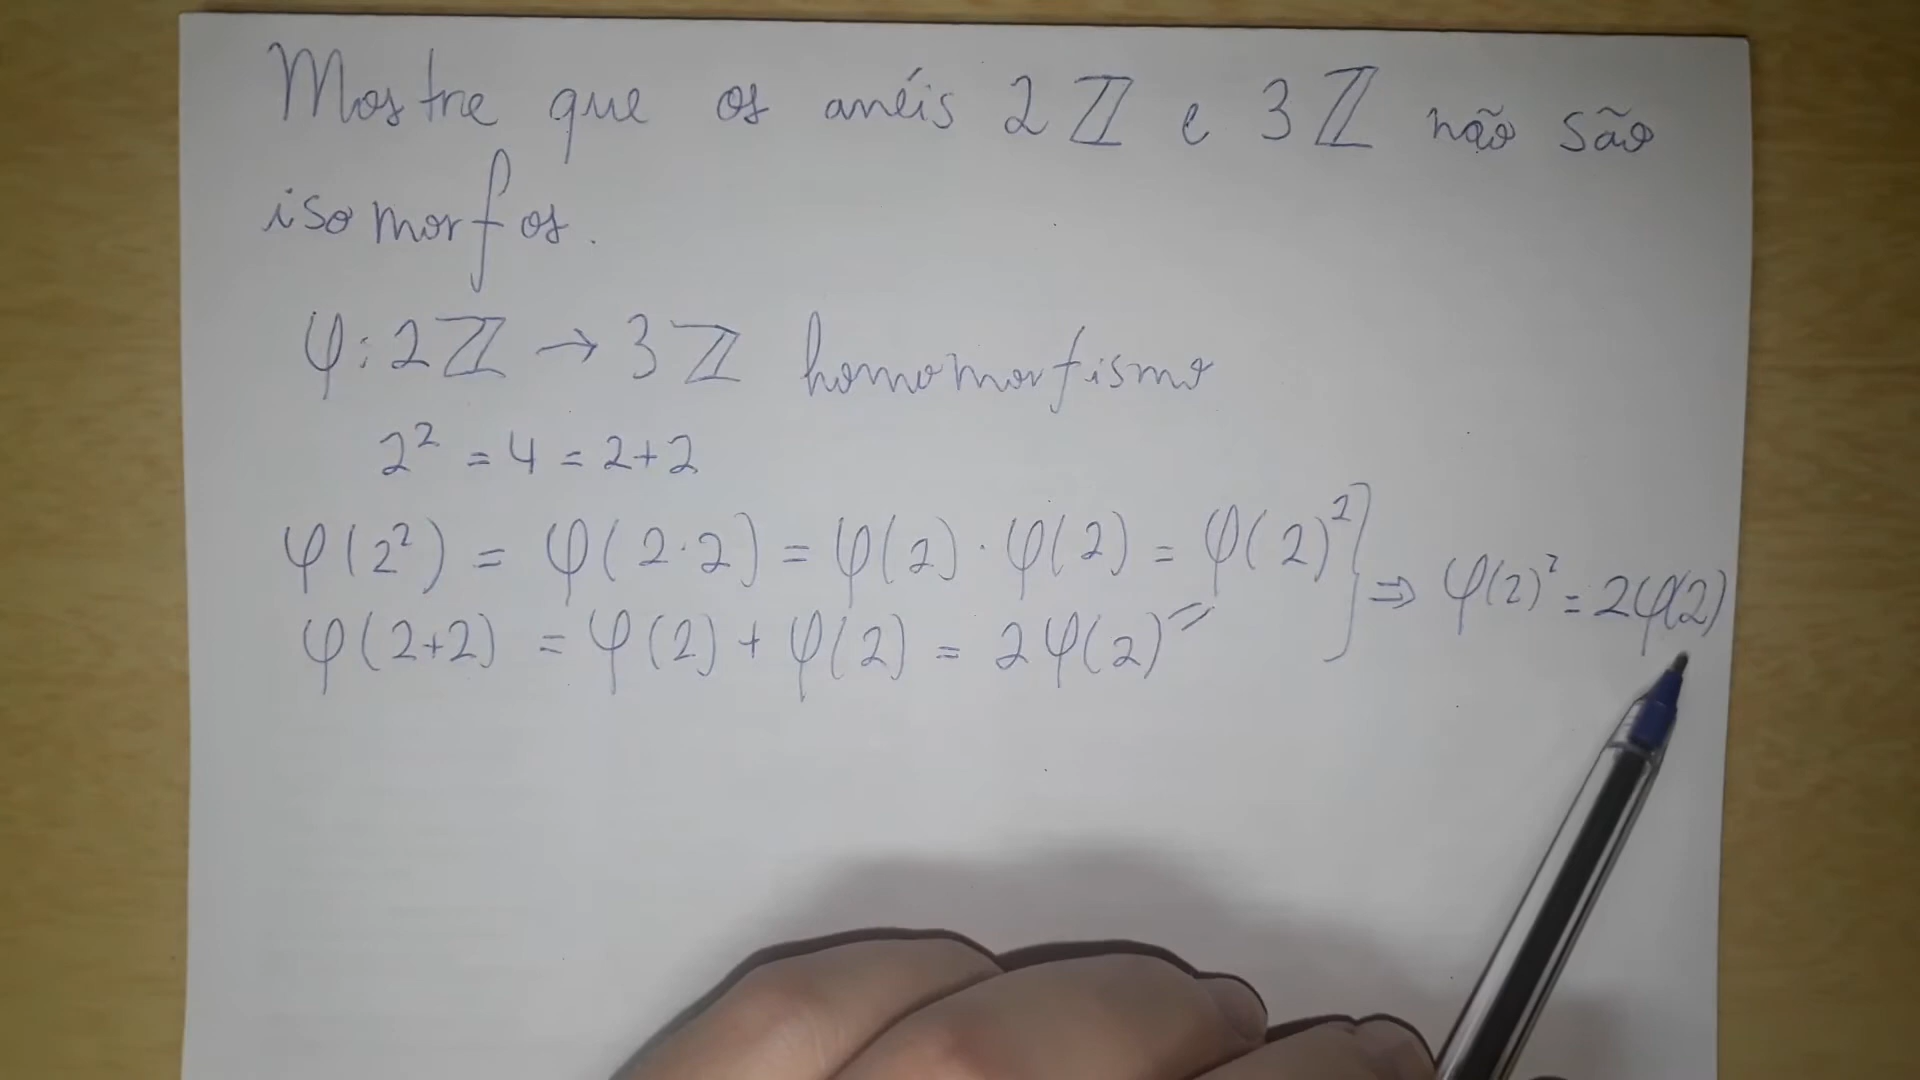 Mostre que os anéis 2ℤ e 3ℤ não são
isomorfos.
φ: 2ℤ → 3ℤ homomorfismo
2² = 4 = 2+2
φ(2²) = φ(2·2) = φ(2)·φ(2) = φ(2)² } ⇒ φ(2)² = 2φ(2)
φ(2+2) = φ(2) + φ(2) = 2φ(2)